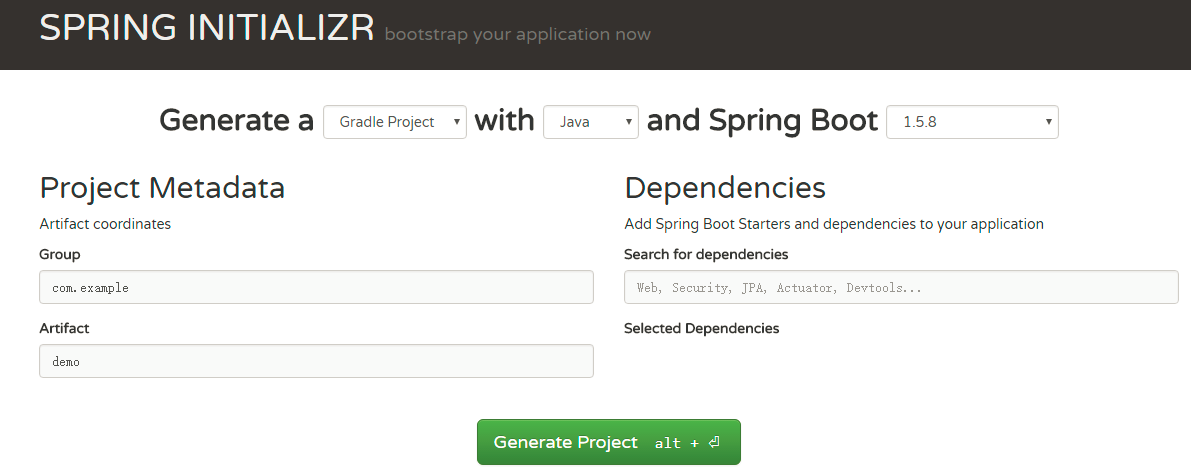 SPRING INITIALIZR bootstrap your application now
Generate a Gradle Project with Java and Spring Boot 1.5.8
Project Metadata
Artifact coordinates
Group
com.example
Artifact
demo
Dependencies
Add Spring Boot Starters and dependencies to your application
Search for dependencies
Web, Security, JPA, Actuator, Devtools...
Selected Dependencies
Generate Project alt + ⏎